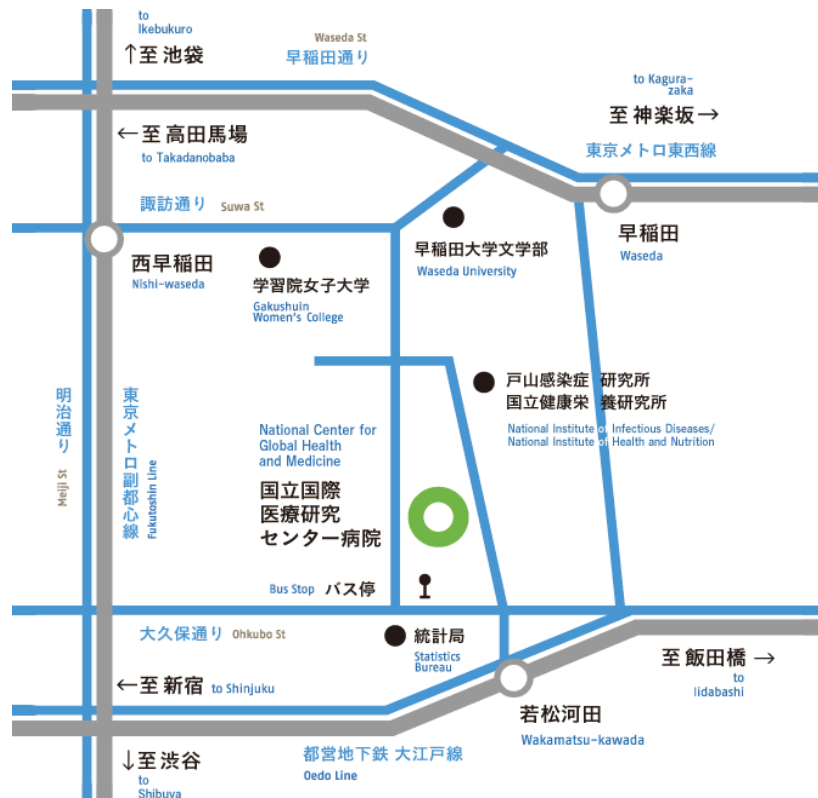 to
Ikebukuro
↑至 池袋
Waseda St
早稲田通り
to Kagura-
zaka
至 神楽坂→
←至 高田馬場
to Takadanobaba
東京メトロ東西線
諏訪通り Suwa St
早稲田
Waseda
西早稲田
Nishi-waseda
学習院女子大学
Gakushuin
Women's College
早稲田大学文学部
Waseda University
明治通り
Meiji St
東京メトロ副都心線
Fukutoshin Line
戸山感染症 研究所
国立健康栄 養研究所
National Institute of Infectious Diseases/
National Institute of Health and Nutrition
National Center for
Global Health
and Medicine
国立国際
医療研究
センター病院
Bus Stop バス停
大久保通り Ohkubo St
統計局
Statistics
Bureau
←至 新宿 to Shinjuku
至 飯田橋 →
to
Iidabashi
若松河田
Wakamatsu-kawada
↓至 渋谷
to
Shibuya
都営地下鉄 大江戸線
Oedo Line